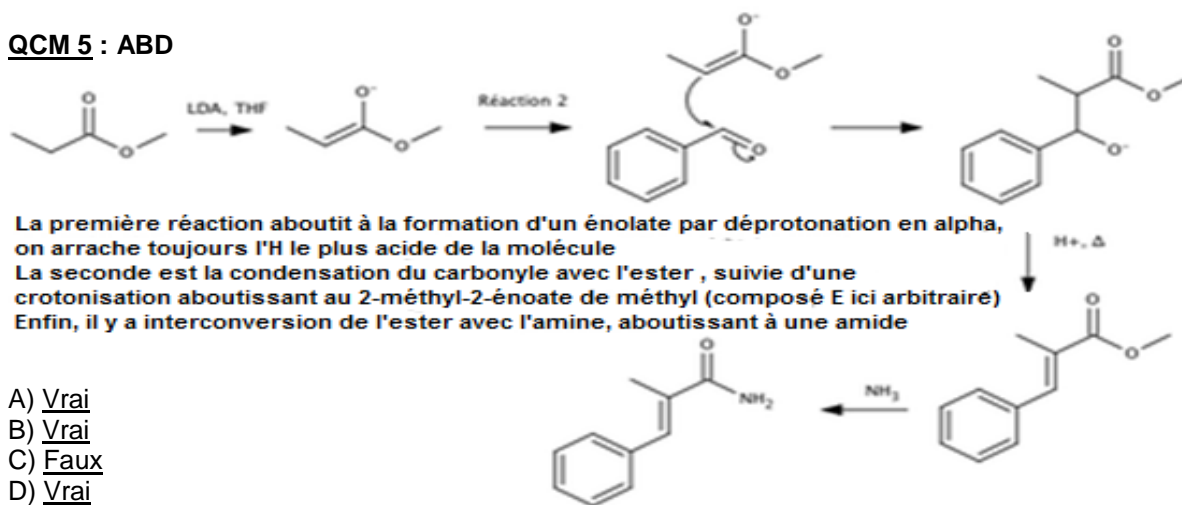 QCM 5 : ABD
O
O
LDA, THF
O⁻
O
Réaction 2
O⁻
O
O
O
O
O⁻
La première réaction aboutit à la formation d'un énolate par déprotonation en alpha,
on arrache toujours l'H le plus acide de la molécule
La seconde est la condensation du carbonyle avec l'ester , suivie d'une
crotonisation aboutissant au 2-méthyl-2-énoate de méthyl (composé E ici arbitraire)
Enfin, il y a interconversion de l'ester avec l'amine, aboutissant à une amide
H+, Δ
O
NH₂
NH₃
O
O
A) Vrai
B) Vrai
C) Faux
D) Vrai